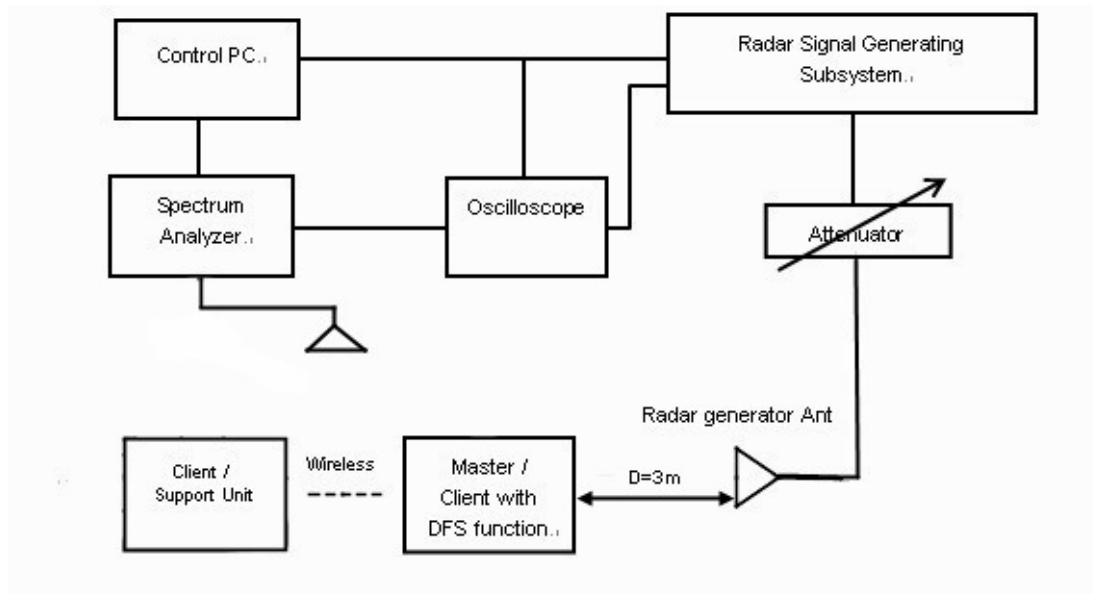 Control PC.
Radar Signal Generating
Subsystem.
Spectrum
Analyzer.
Oscilloscope
Attenuator
Radar generator Ant
Client /
Support Unit
Wireless
Master /
Client with
DFS function.
D=3m